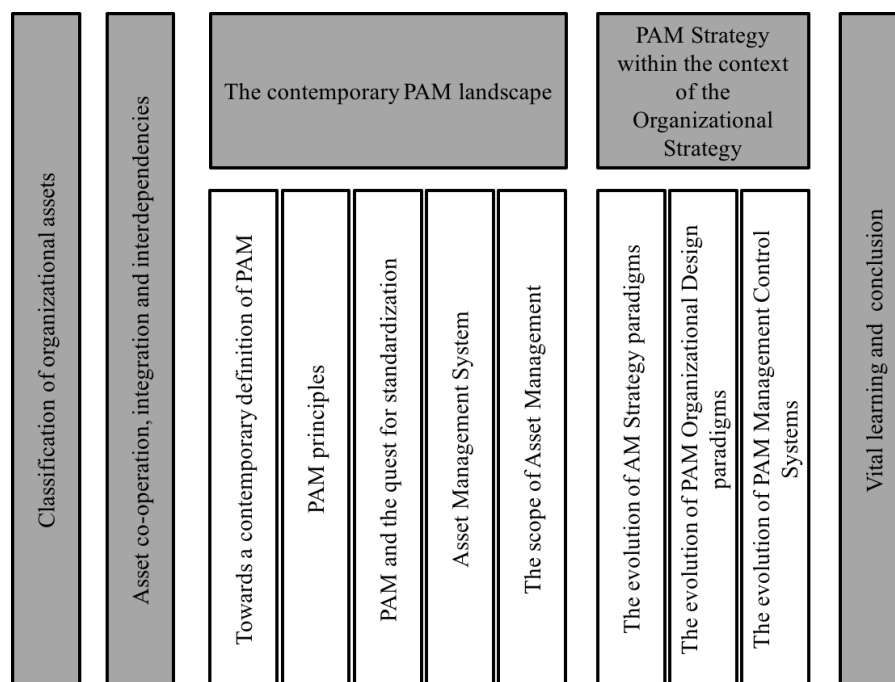 Classification of organizational assets
Asset co-operation, integration and interdependencies
The contemporary PAM landscape
Towards a contemporary definition of PAM
PAM principles
PAM and the quest for standardization
Asset Management System
The scope of Asset Management
PAM Strategy
within the context
of the
Organizational
Strategy
The evolution of AM Strategy paradigms
The evolution of PAM Organizational Design
paradigms
The evolution of PAM Management Control
Systems
Vital learning and conclusion